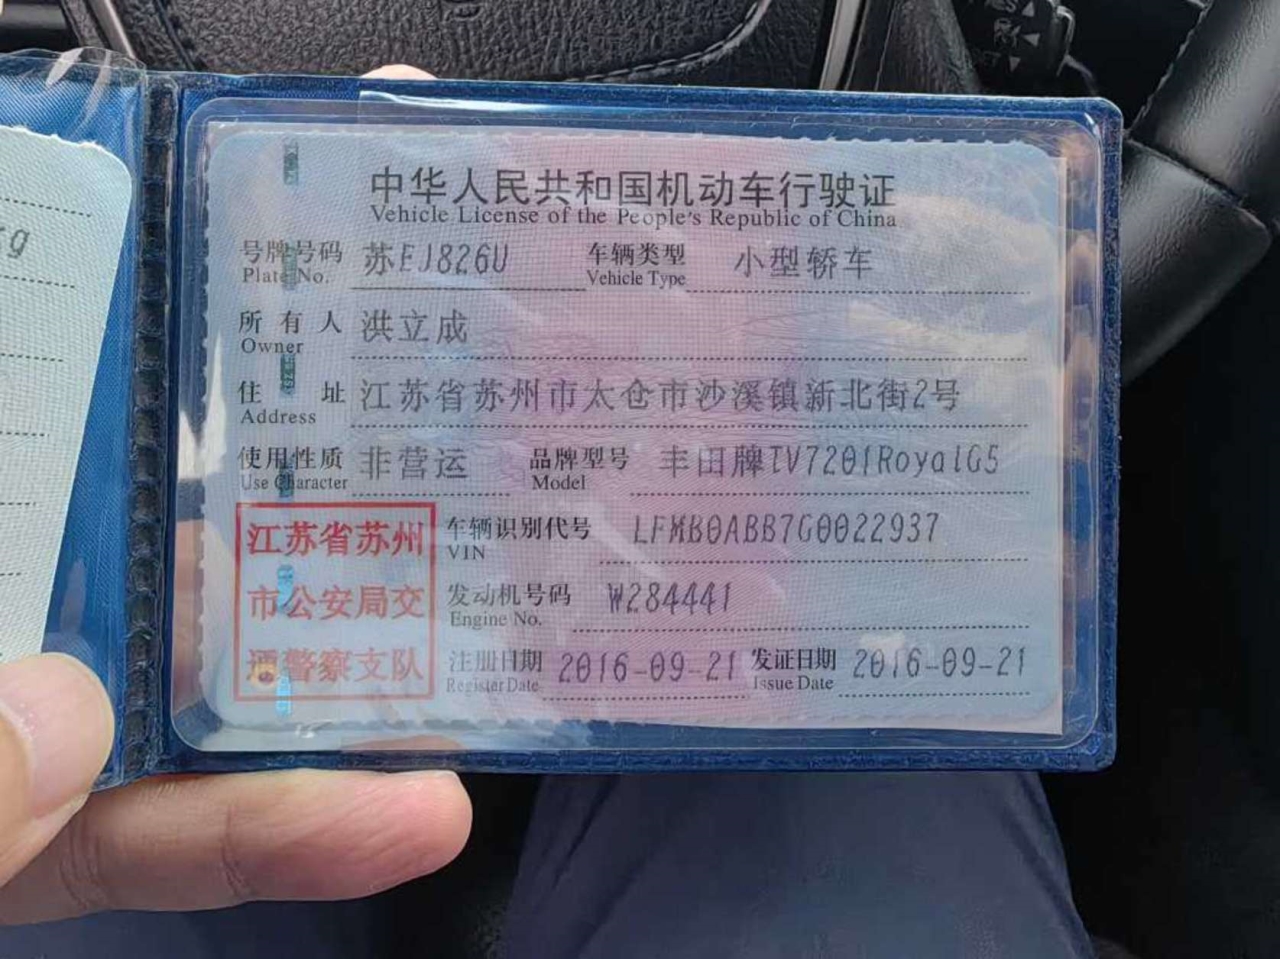 中华人民共和国机动车行驶证
Vehicle License of the People's Republic of China
号牌号码 苏EJ826U 车辆类型 小型轿车
Plate No. Vehicle Type
所有人 洪立成
Owner
住址 江苏省苏州市太仓市沙溪镇新北街2号
Address
使用性质 非营运 品牌型号 丰田牌TV7201RoyalG5
Use Character Model
江苏省苏州 车辆识别代号 LFMB0ABB7G0022937
VIN
市公安局交 发动机号码 W284441
Engine No.
通警察支队 注册日期 2016-09-21 发证日期 2016-09-21
Register Date Issue Date